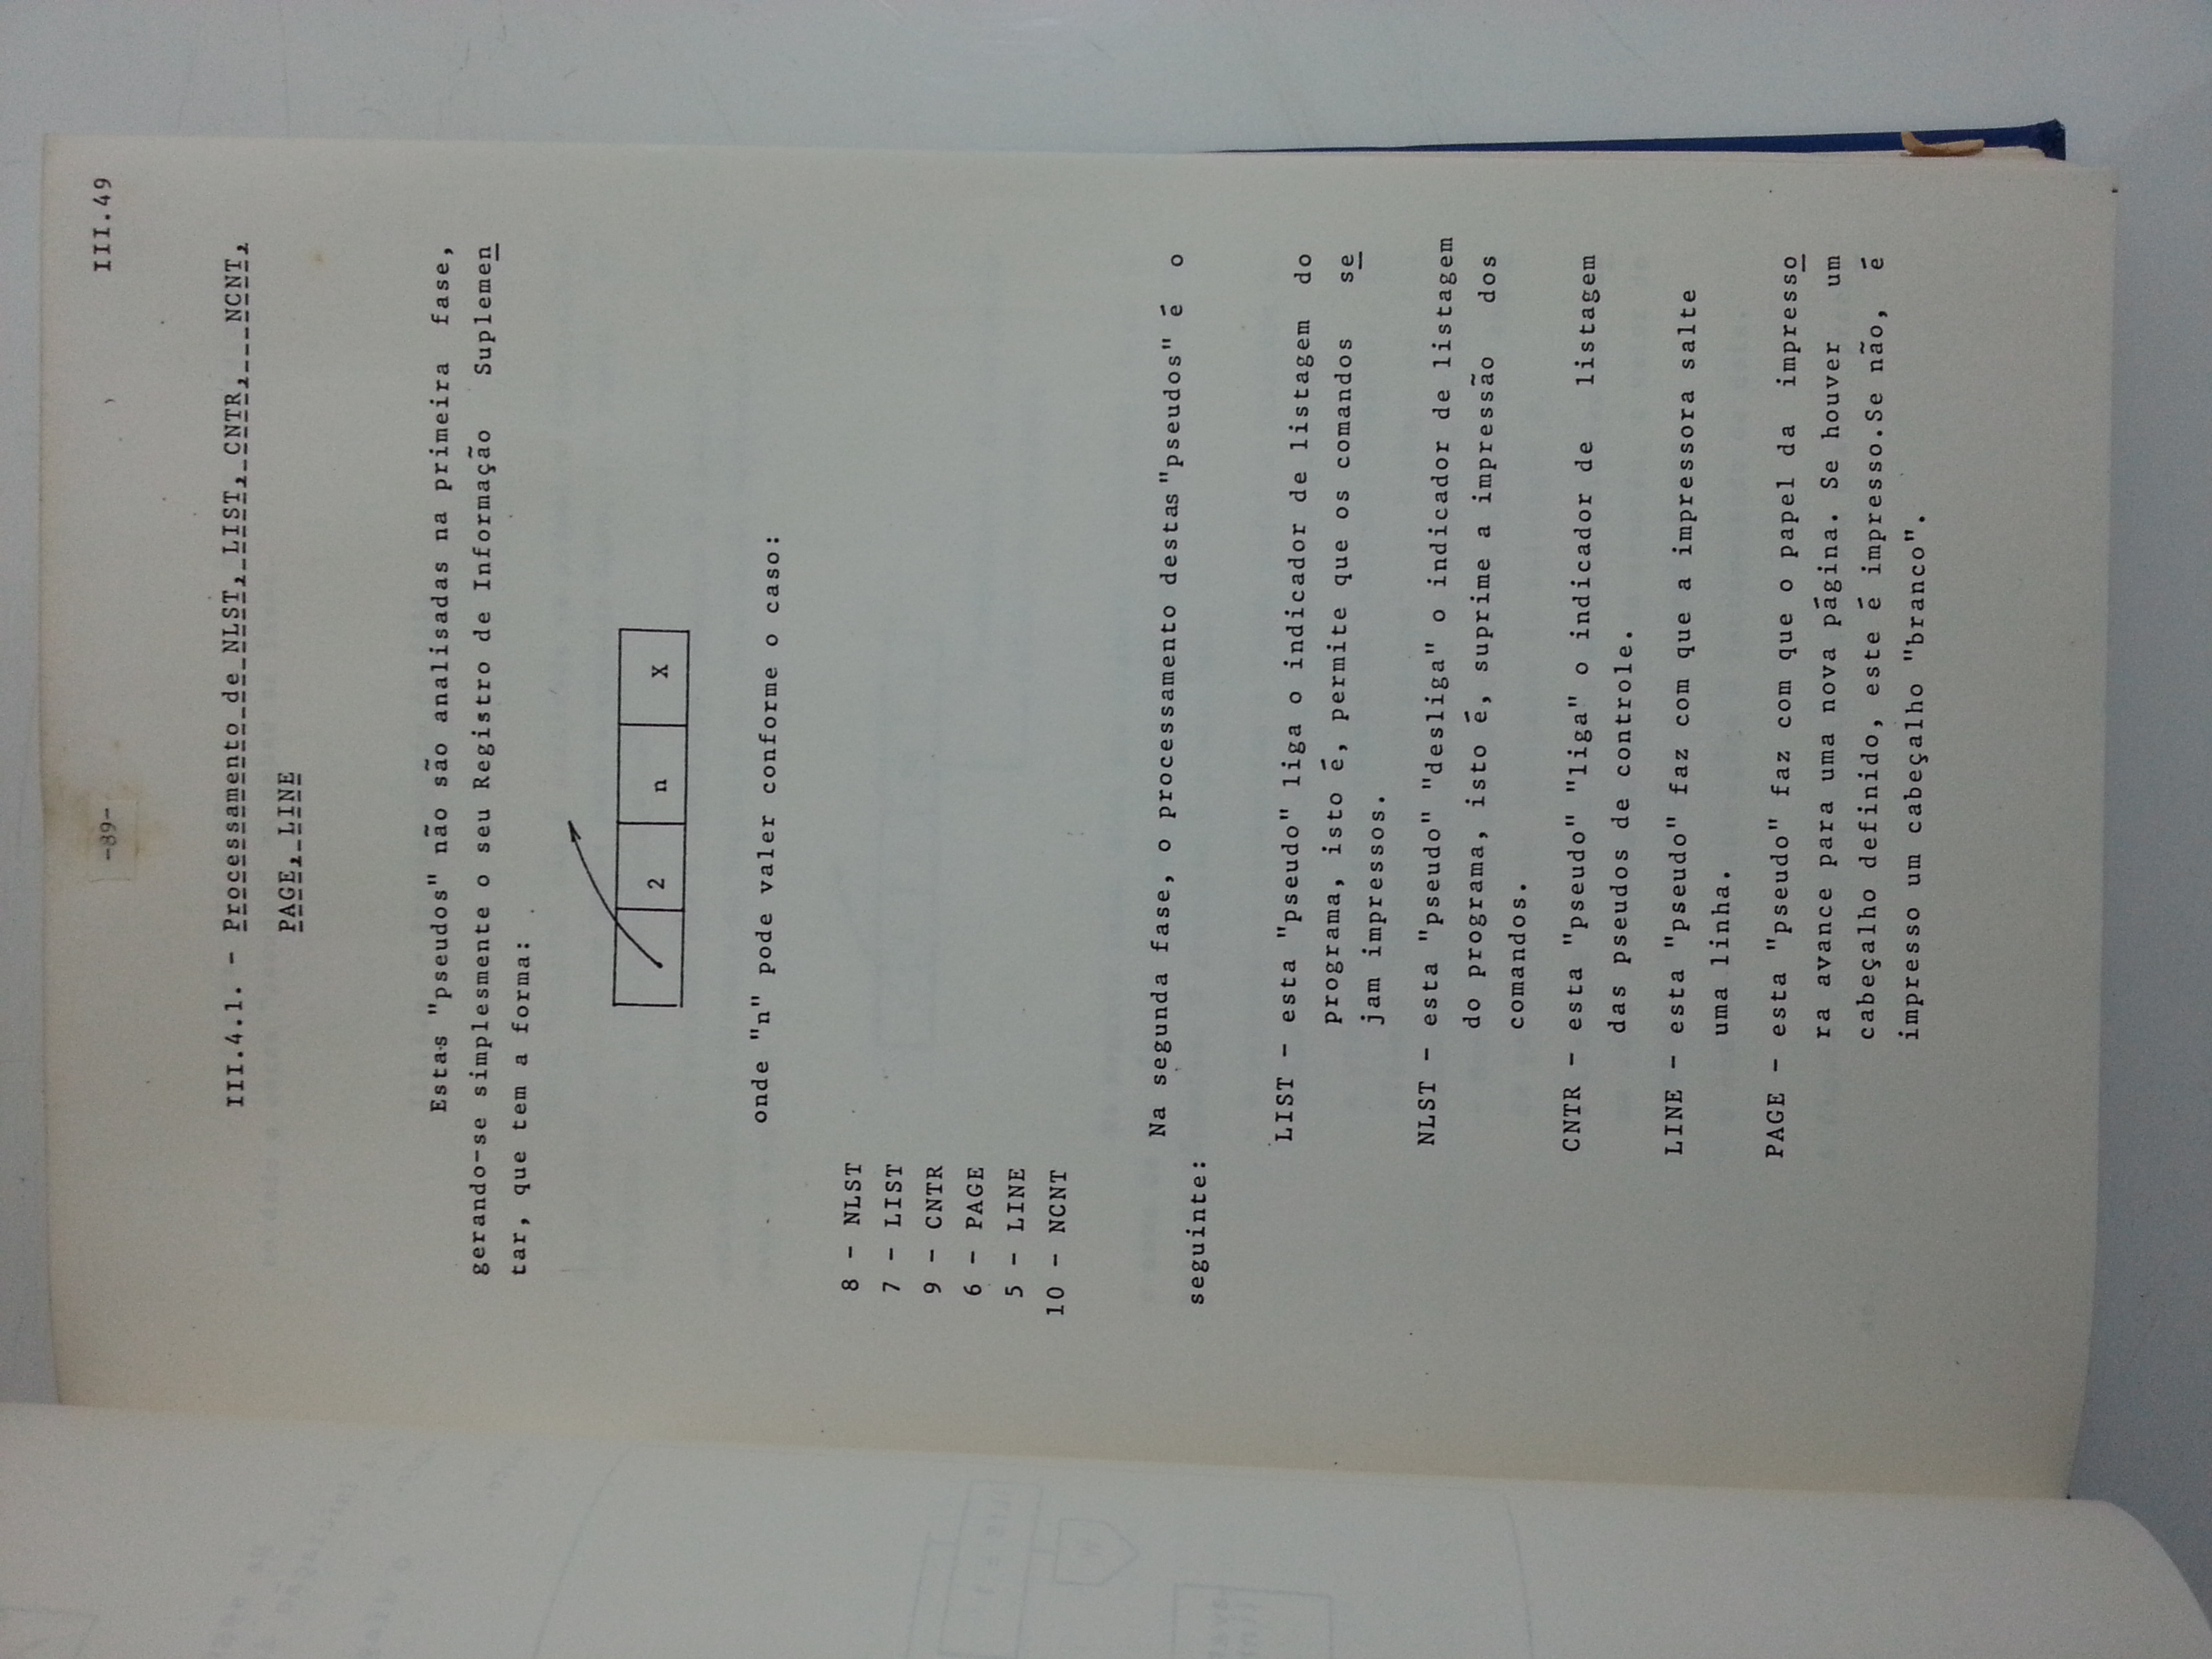 -89-
III.49
III.4.1. - Processamento de NLST, LIST, CNTR, NCNT,
PAGE, LINE
Estas "pseudos" não são analisadas na primeira fase,
gerando-se simplesmente o seu Registro de Informação Suplemen
tar, que tem a forma:
2 n X
onde "n" pode valer conforme o caso:
8 - NLST
7 - LIST
9 - CNTR
6 - PAGE
5 - LINE
10 - NCNT
Na segunda fase, o processamento destas "pseudos" é o
seguinte:
LIST - esta "pseudo" liga o indicador de listagem do
programa, isto é, permite que os comandos se
jam impressos.
NLST - esta "pseudo" "desliga" o indicador de listagem
do programa, isto é, suprime a impressão dos
comandos.
CNTR - esta "pseudo" "liga" o indicador de listagem
das pseudos de controle.
LINE - esta "pseudo" faz com que a impressora salte
uma linha.
PAGE - esta "pseudo" faz com que o papel da impresso
ra avance para uma nova página. Se houver um
cabeçalho definido, este é impresso.Se não, é
impresso um cabeçalho "branco".